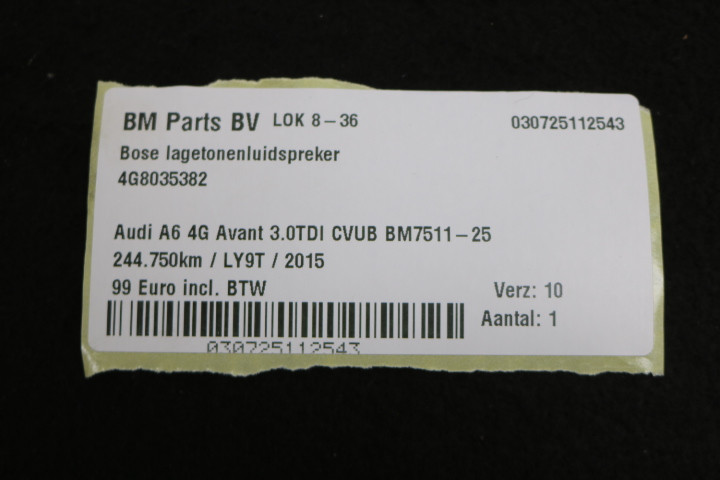 BM Parts BV LOK 8-36 030725112543
Bose lagetonenluidspreker
4G8035382
Audi A6 4G Avant 3.0TDI CVUB BM7511-25
244.750km / LY9T / 2015
99 Euro incl. BTW Verz: 10
Aantal: 1
030725112543